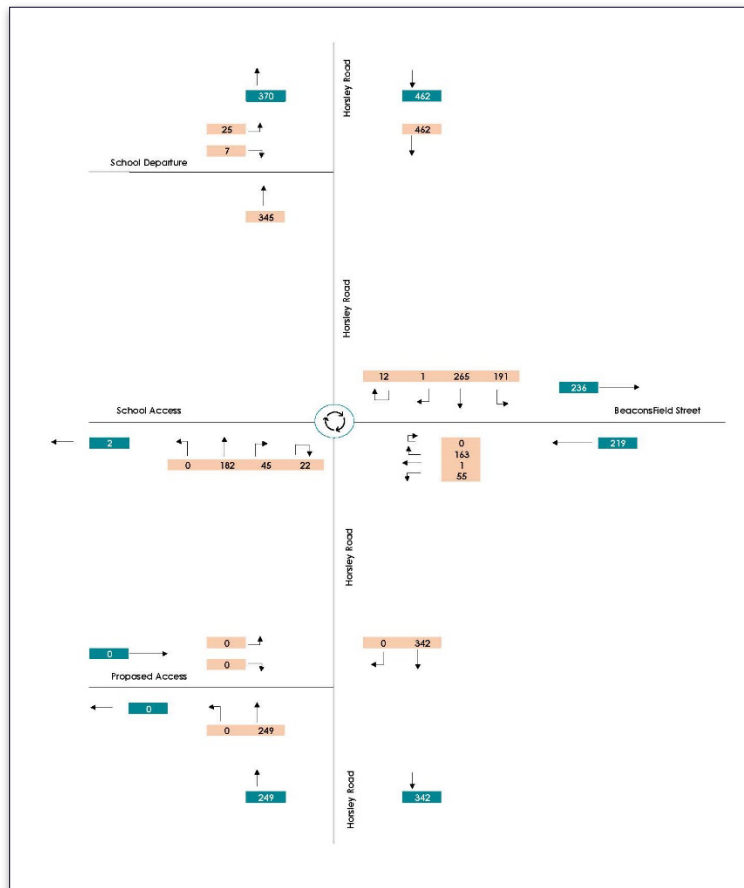 Horsley Road
370
462
25
462
7
School Departure
345
Horsley Road
12 1 265 191
236
School Access
BeaconsField Street
2
0 182 45 22
0
219
163
1
55
Horsley Road
0
0 342
0
0
Proposed Access
0
0 249
Horsley Road
249
342